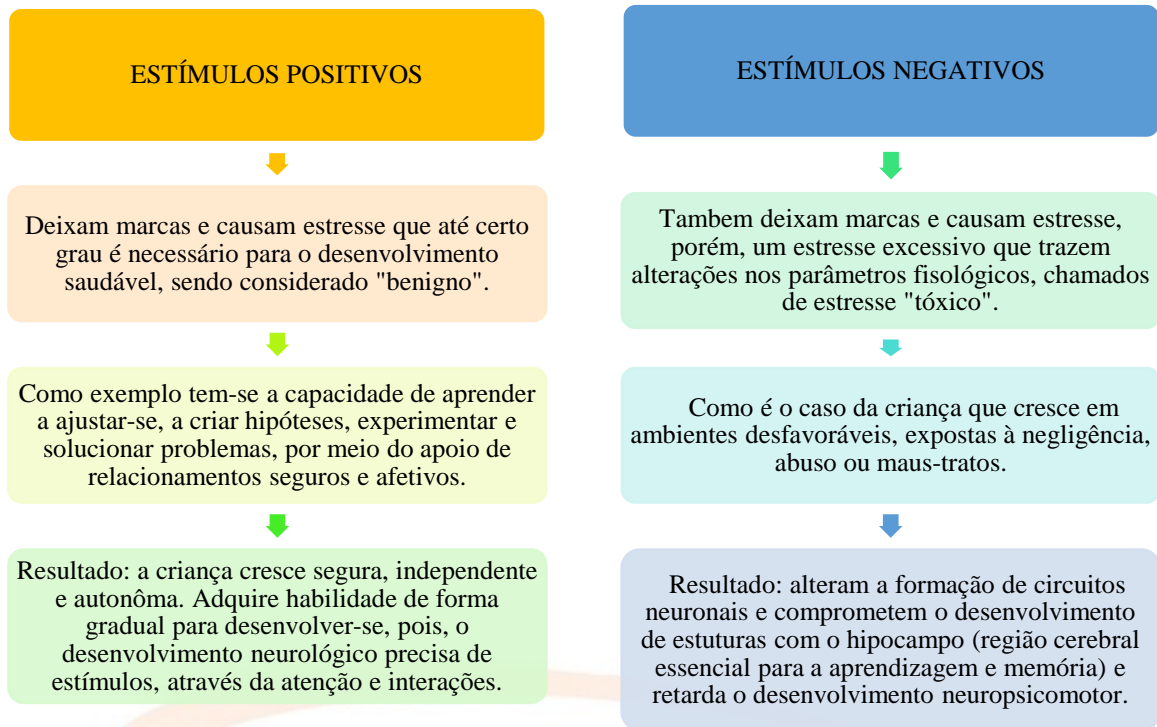 ESTÍMULOS POSITIVOS
Deixam marcas e causam estresse que até certo
grau é necessário para o desenvolvimento
saudável, sendo considerado "benigno".
Como exemplo tem-se a capacidade de aprender
a ajustar-se, a criar hipóteses, experimentar e
solucionar problemas, por meio do apoio de
relacionamentos seguros e afetivos.
Resultado: a criança cresce segura, independente
e autonôma. Adquire habilidade de forma
gradual para desenvolver-se, pois, o
desenvolvimento neurológico precisa de
estímulos, através da atenção e interações.
ESTÍMULOS NEGATIVOS
Tambem deixam marcas e causam estresse,
porém, um estresse excessivo que trazem
alterações nos parâmetros fisológicos, chamados
de estresse "tóxico".
Como é o caso da criança que cresce em
ambientes desfavoráveis, expostas à negligência,
abuso ou maus-tratos.
Resultado: alteram a formação de circuitos
neuronais e comprometem o desenvolvimento
de estuturas com o hipocampo (região cerebral
essencial para a aprendizagem e memória) e
retarda o desenvolvimento neuropsicomotor.